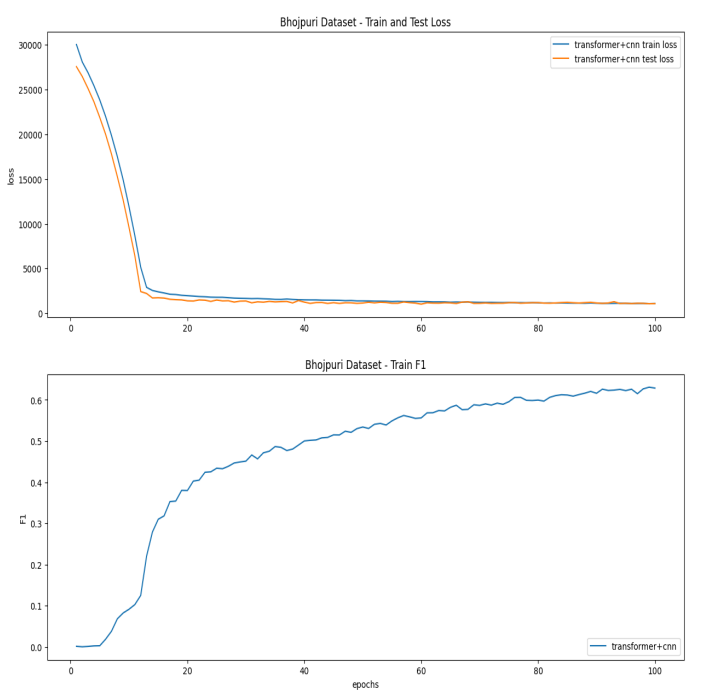 Bhojpuri Dataset - Train and Test Loss
30000
25000
20000
15000
10000
5000
0
loss
transformer+cnn train loss
transformer+cnn test loss
0 20 40 60 80 100
Bhojpuri Dataset - Train F1
0.6
0.5
0.4
0.3
0.2
0.1
0.0
F1
transformer+cnn
0 20 40 60 80 100
epochs